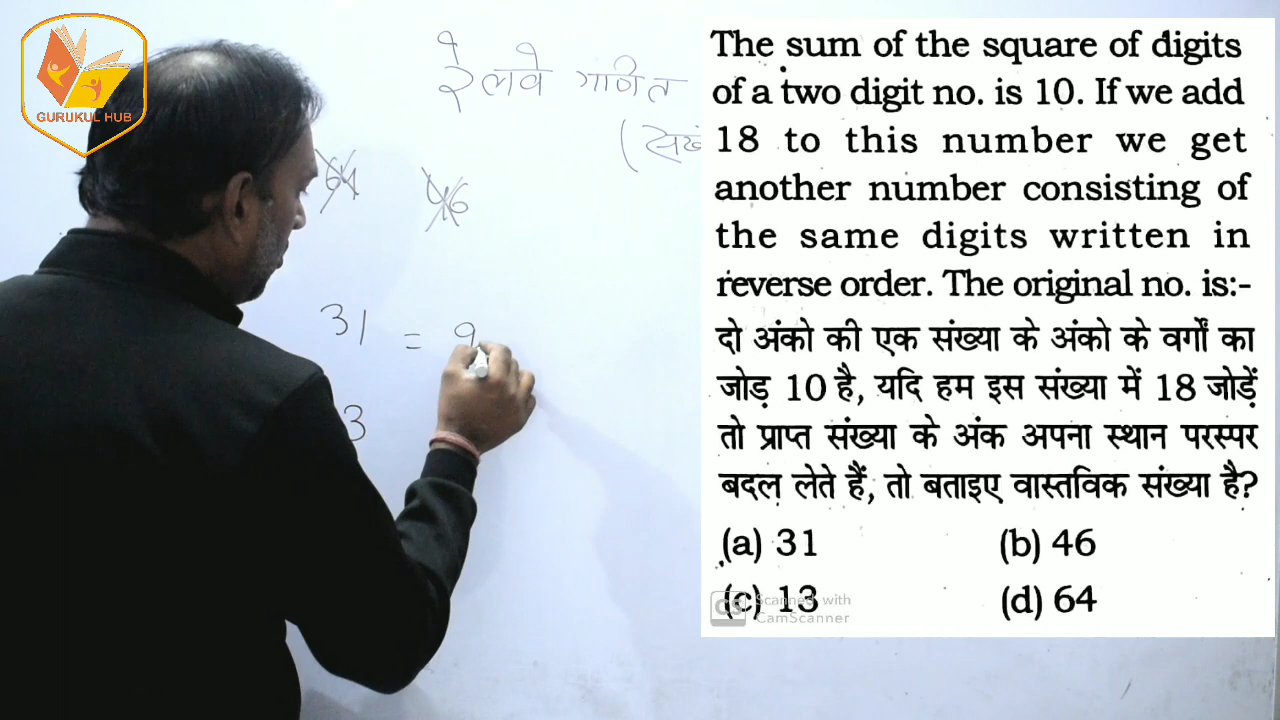 GURUKUL HUB
रेलवे गणित
64 46
31 = 9
3
The sum of the square of digits
of a two digit no. is 10. If we add
18 to this number we get
another number consisting of
the same digits written in
reverse order. The original no. is:-
दो अंको की एक संख्या के अंको के वर्गों का
जोड़ 10 है, यदि हम इस संख्या में 18 जोड़ें
तो प्राप्त संख्या के अंक अपना स्थान परस्पर
बदल लेते हैं, तो बताइए वास्तविक संख्या है?
(a) 31 (b) 46
(c) 13 (d) 64
CS Scanned with
CamScanner